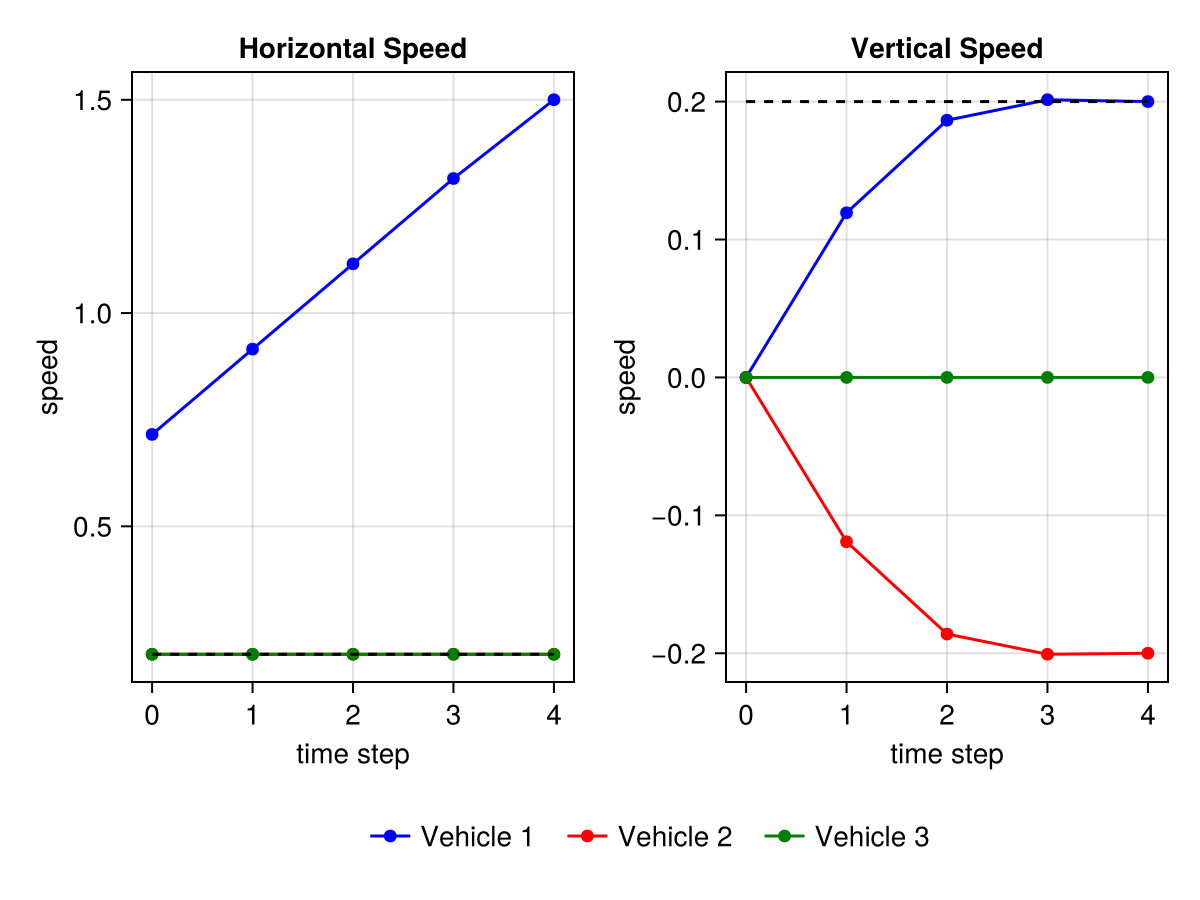 Horizontal Speed
1.5
1.0
0.5
speed
0 1 2 3 4
time step
Vertical Speed
0.2
0.1
0.0
−0.1
−0.2
speed
0 1 2 3 4
time step
Vehicle 1 Vehicle 2 Vehicle 3